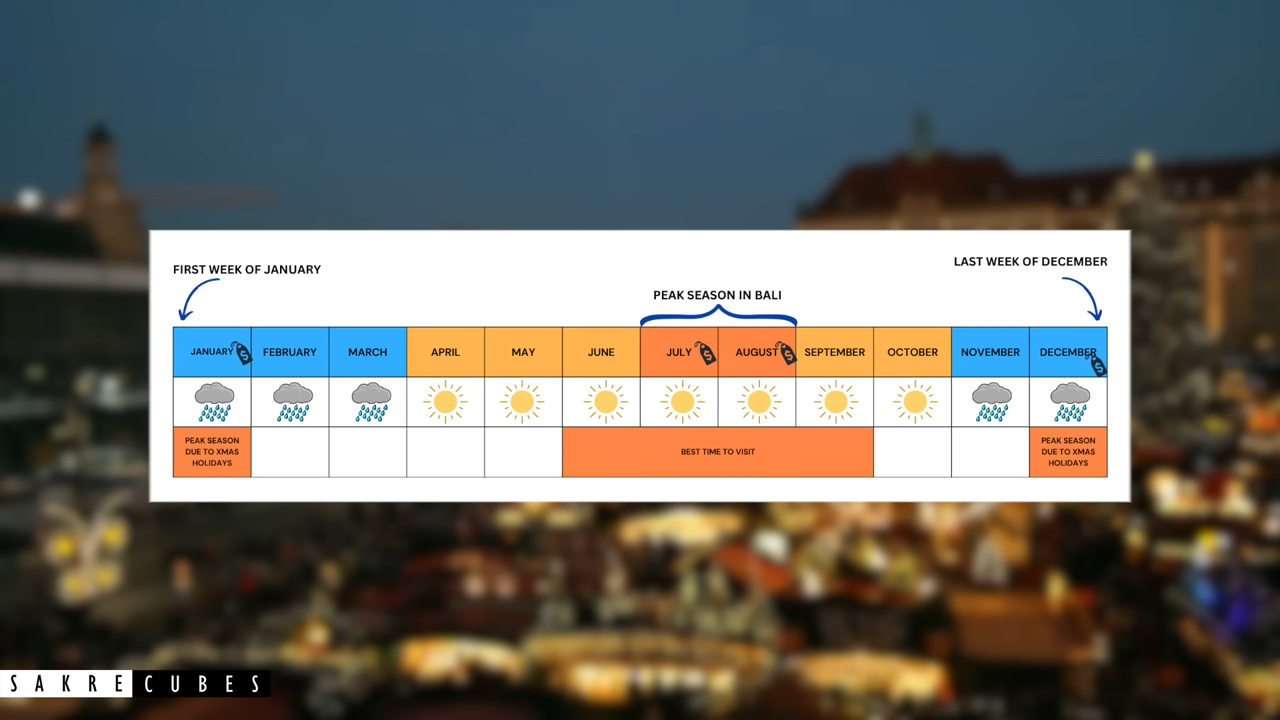 FIRST WEEK OF JANUARY
LAST WEEK OF DECEMBER
PEAK SEASON IN BALI
JANUARY FEBRUARY MARCH APRIL MAY JUNE JULY AUGUST SEPTEMBER OCTOBER NOVEMBER DECEMBER
PEAK SEASON
DUE TO XMAS
HOLIDAYS
BEST TIME TO VISIT
PEAK SEASON
DUE TO XMAS
HOLIDAYS
SAKRECUBES